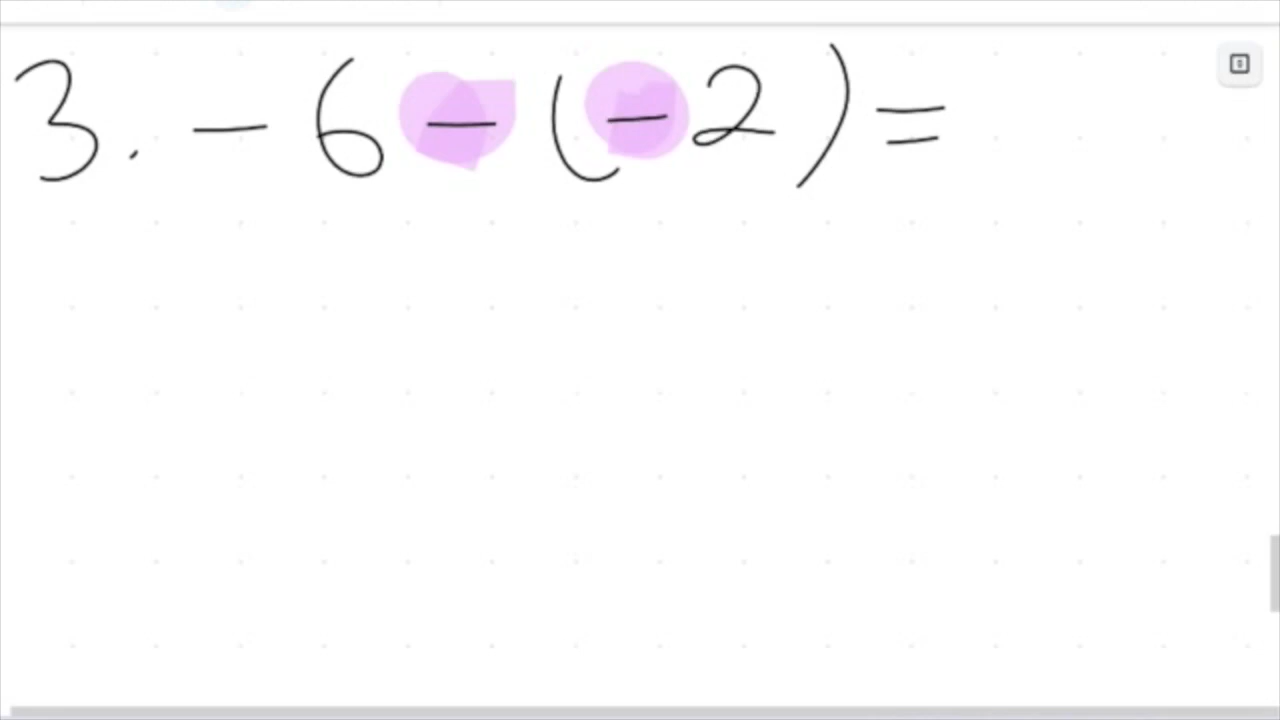 3. - 6 - (-2) =